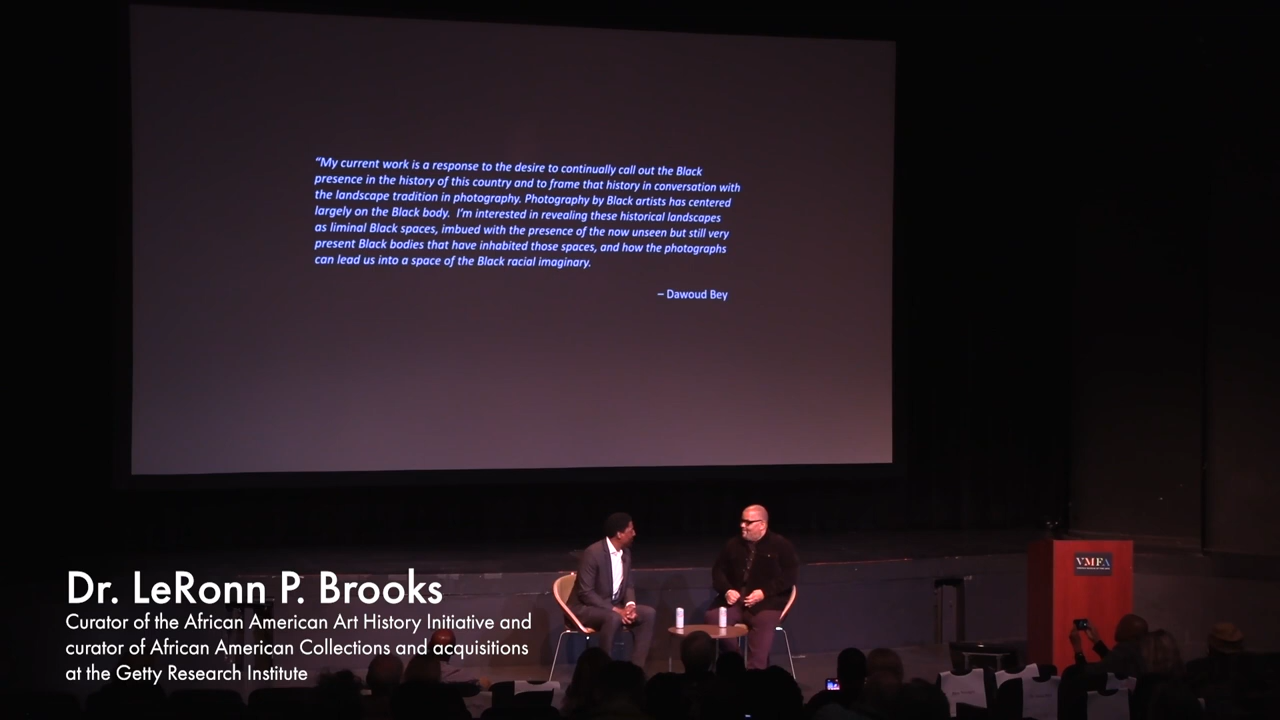 “My current work is a response to the desire to continually call out the Black
presence in the history of this country and to frame that history in conversation with
the landscape tradition in photography. Photography by Black artists has centered
largely on the Black body.  I’m interested in revealing these historical landscapes
as liminal Black spaces, imbued with the presence of the now unseen but still very
present Black bodies that have inhabited those spaces, and how the photographs
can lead us into a space of the Black racial imaginary.
– Dawoud Bey
VMFA
Dr. LeRonn P. Brooks
Curator of the African American Art History Initiative and
curator of African American Collections and acquisitions
at the Getty Research Institute